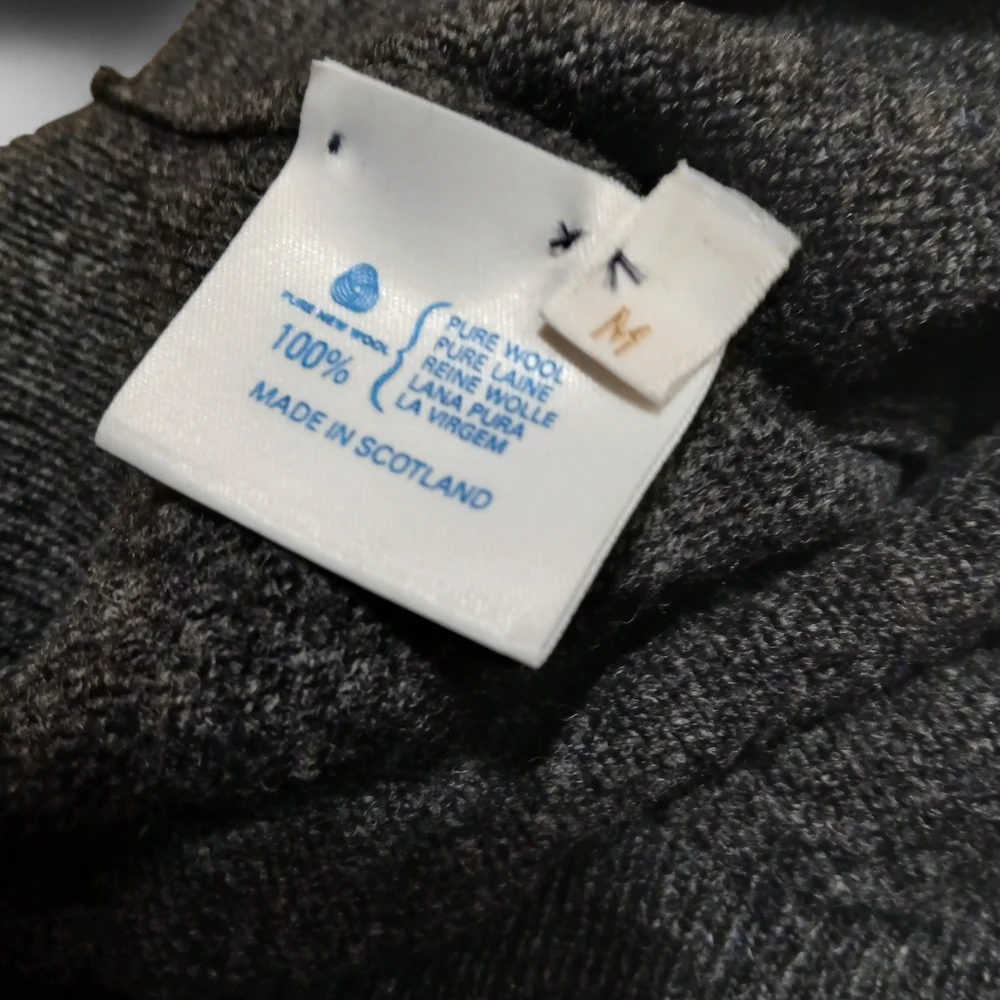 PURE NEW WOOL
100%
PURE WOOL
PURE LAINE
REINE WOLLE
LANA PURA
LA VIRGEM
MADE IN SCOTLAND
M